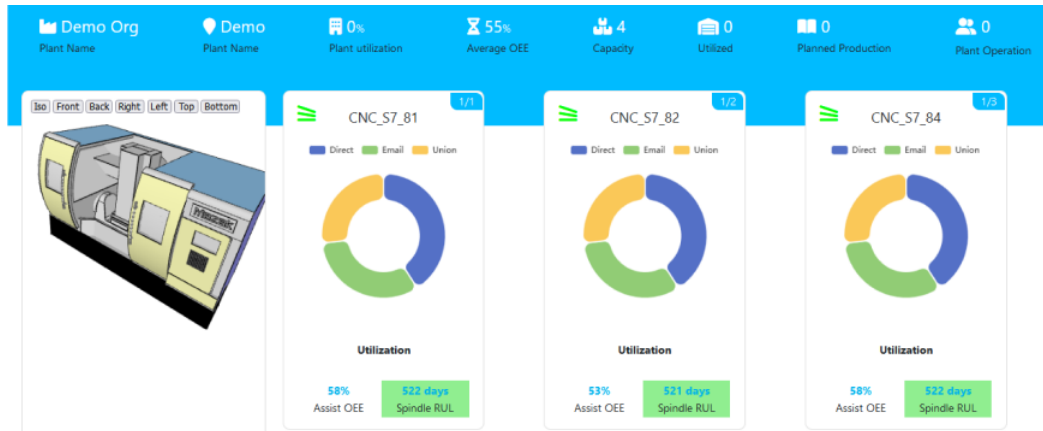 Demo Org
Plant Name
Demo
Plant Name
0%
Plant utilization
55%
Average OEE
4
Capacity
0
Utilized
0
Planned Production
0
Plant Operation
Iso Front Back Right Left Top Bottom
1/1
CNC_S7_81
Direct Email Union
Utilization
58%
Assist OEE
522 days
Spindle RUL
1/2
CNC_S7_82
Direct Email Union
Utilization
53%
Assist OEE
521 days
Spindle RUL
1/3
CNC_S7_84
Direct Email Union
Utilization
58%
Assist OEE
522 days
Spindle RUL